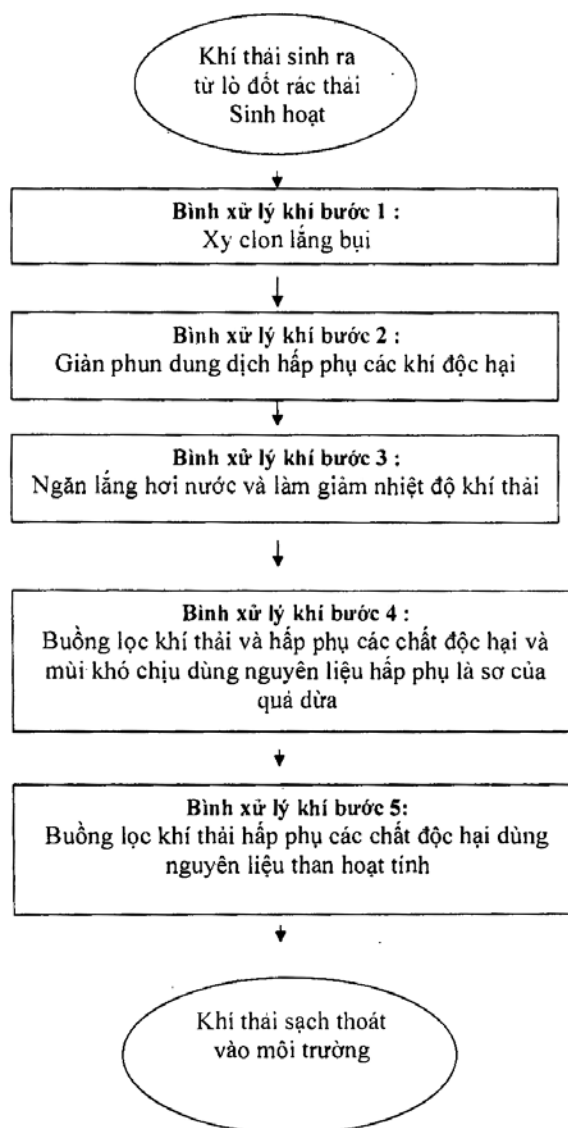 Khí thải sinh ra
từ lò đốt rác thải
Sinh hoạt
Bình xử lý khí bước 1 :
Xy clon lắng bụi
Bình xử lý khí bước 2 :
Giàn phun dung dịch hấp phụ các khí độc hại
Bình xử lý khí bước 3 :
Ngăn lắng hơi nước và làm giảm nhiệt độ khí thải
Bình xử lý khí bước 4 :
Buồng lọc khí thải và hấp phụ các chất độc hại và
mùi khó chịu dùng nguyên liệu hấp phụ là sơ của
quả dừa
Bình xử lý khí bước 5:
Buồng lọc khí thải hấp phụ các chất độc hại dùng
nguyên liệu than hoạt tính
Khí thải sạch thoát
vào môi trường